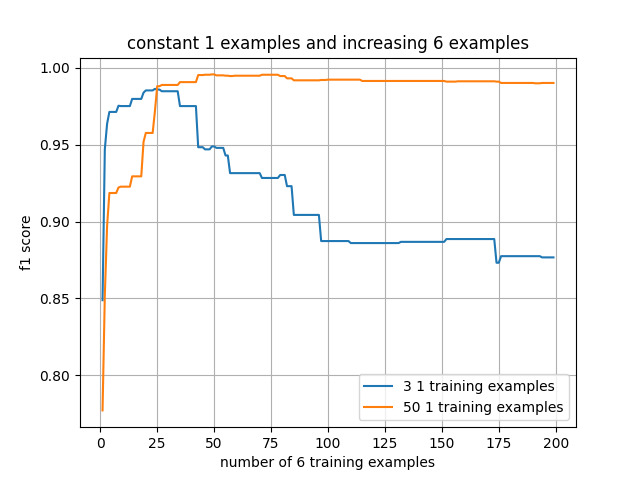 constant 1 examples and increasing 6 examples
1.00
0.95
0.90
0.85
0.80
f1 score
3 1 training examples
50 1 training examples
0 25 50 75 100 125 150 175 200
number of 6 training examples